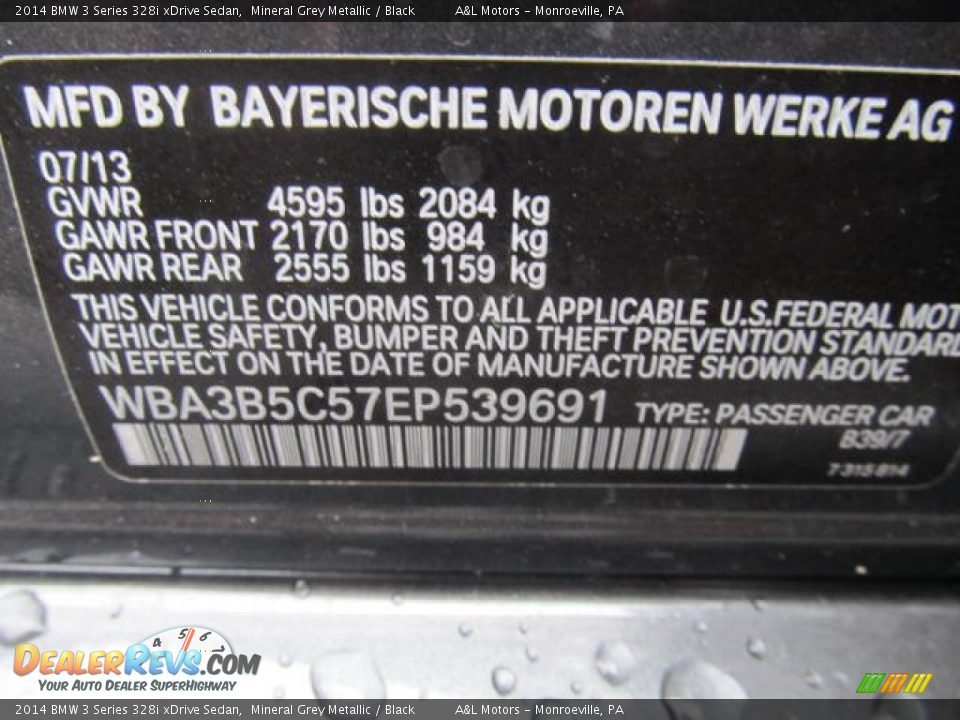 2014 BMW 3 Series 328i xDrive Sedan, Mineral Grey Metallic / Black A&L Motors - Monroeville, PA
MFD BY BAYERISCHE MOTOREN WERKE AG
07/13
GVWR 4595 lbs 2084 kg
GAWR FRONT 2170 lbs 984 kg
GAWR REAR 2555 lbs 1159 kg
THIS VEHICLE CONFORMS TO ALL APPLICABLE U.S.FEDERAL MOT
VEHICLE SAFETY, BUMPER AND THEFT PREVENTION STANDARD
IN EFFECT ON THE DATE OF MANUFACTURE SHOWN ABOVE.
WBA3B5C57EP539691 TYPE: PASSENGER CAR
B39/7
7 315 814
4 5 6
DealerRevs.com
Your Auto Dealer SuperHighway
2014 BMW 3 Series 328i xDrive Sedan, Mineral Grey Metallic / Black A&L Motors - Monroeville, PA